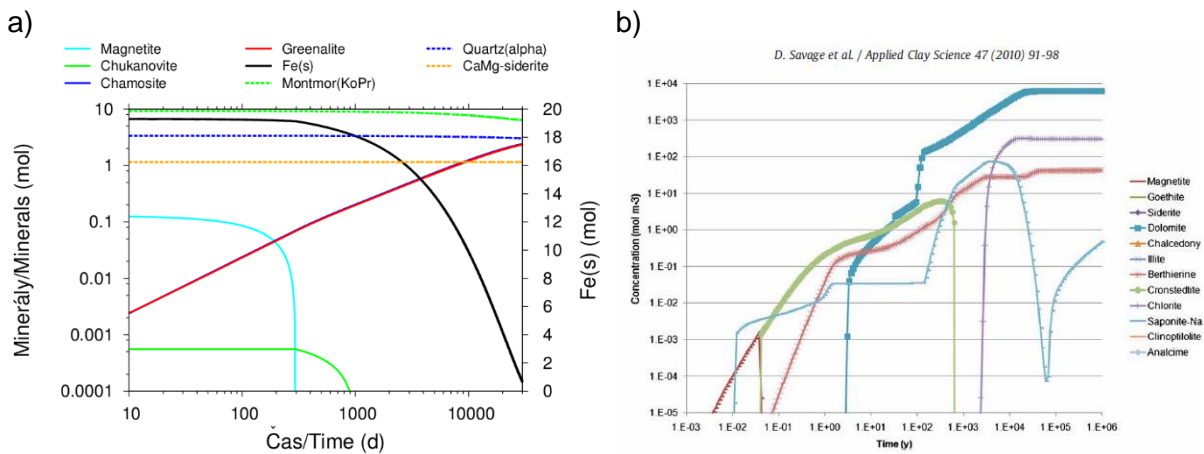 a)
Magnetite
Chukanovite
Chamosite
Greenalite
Fe(s)
Montmor(KoPr)
Quartz(alpha)
CaMg-siderite
Minerály/Minerals (mol)
10
1
0.1
0.01
0.001
0.0001
20
18
16
14
12
10
8
6
4
2
0
Fe(s) (mol)
10
100
1000
10000
Čas/Time (d)
b)
D. Savage et al. / Applied Clay Science 47 (2010) 91-98
Concentration (mol m-3)
1 E+04
1 E+03
1 E+02
1 E+01
1 E+00
1 E-01
1 E-02
1 E-03
1 E-04
1 E-05
1 E-03
1 E-02
1 E-01
1 E+00
1 E+01
1 E+02
1 E+03
1 E+04
1 E+05
1 E+06
Time (y)
Magnetite
Goethite
Siderite
Dolomite
Chalcedony
Illite
Berthierine
Cronstedtite
Chlorite
Saponite-Na
Clinoptilolite
Analcime